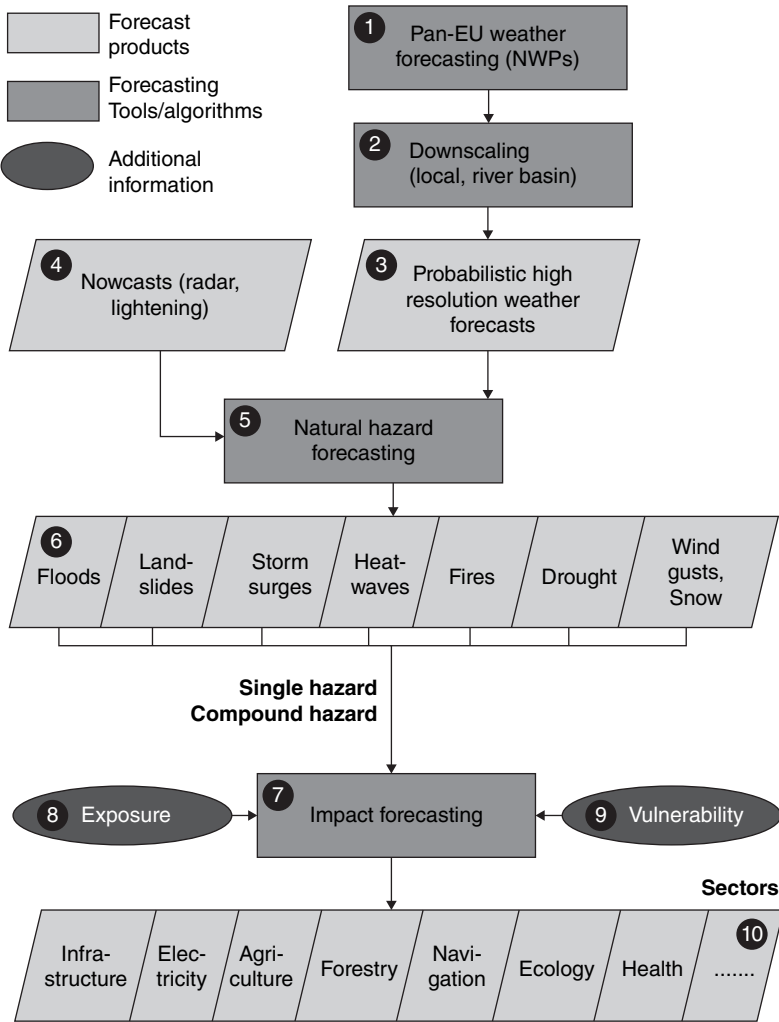 Forecast
products
Forecasting
Tools/algorithms
Additional
information
1
Pan-EU weather
forecasting (NWPs)
2
Downscaling
(local, river basin)
4
Nowcasts (radar,
lightening)
3
Probabilistic high
resolution weather
forecasts
5
Natural hazard
forecasting
6
Floods
Land-
slides
Storm
surges
Heat-
waves
Fires
Drought
Wind
gusts,
Snow
Single hazard
Compound hazard
8 Exposure
7
Impact forecasting
9 Vulnerability
Sectors
10
Infra-
structure
Elec-
tricity
Agri-
culture
Forestry
Navi-
gation
Ecology
Health
.......